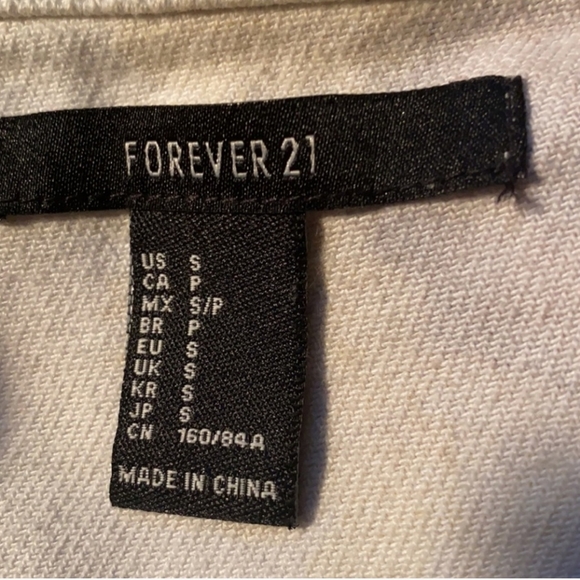 FOREVER 21
US S
CA P
MX S/P
BR P
EU S
UK S
KR S
JP S
CN 160/84A
MADE IN CHINA